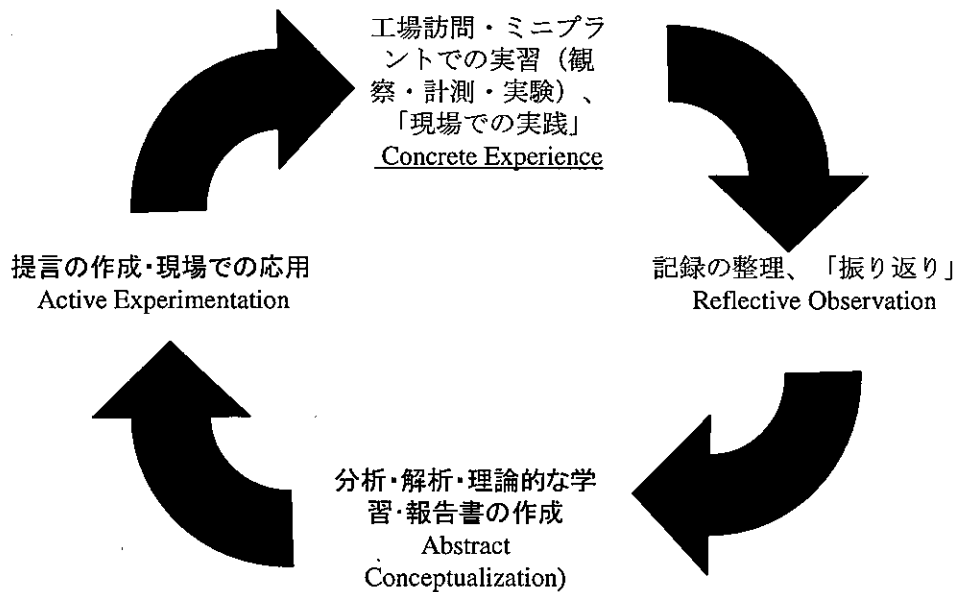 工場訪問・ミニプラ
ントでの実習（観
察・計測・実験）、
「現場での実践」
Concrete Experience
提言の作成・現場での応用
Active Experimentation
記録の整理、「振り返り」
Reflective Observation
分析・解析・理論的な学
習・報告書の作成
Abstract
Conceptualization)